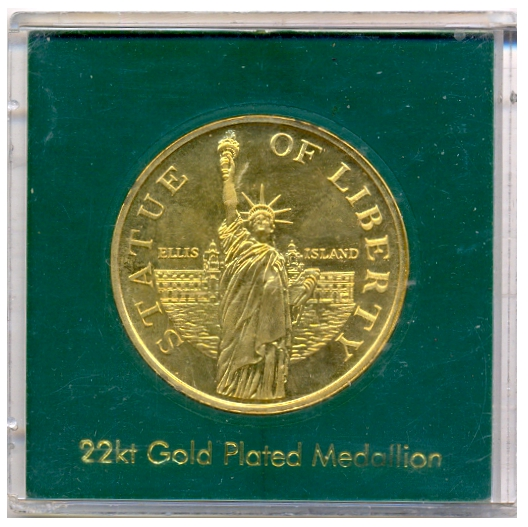 STATUE OF LIBERTY
ELLIS ISLAND
22kt Gold Plated Medallion